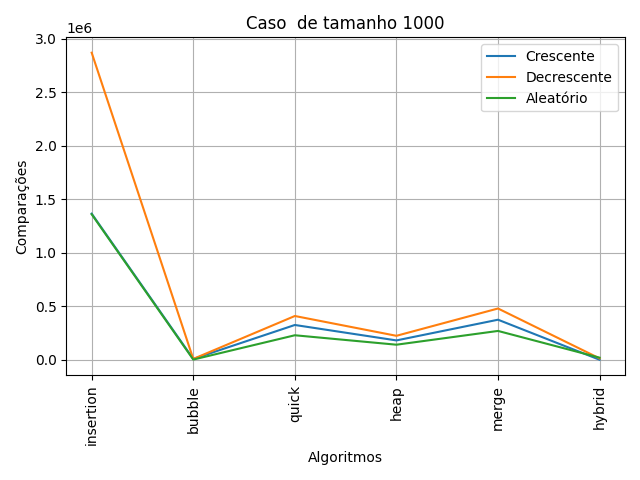 Caso  de tamanho 1000
1e6
3.0
2.5
2.0
1.5
1.0
0.5
0.0
Comparações
Crescente
Decrescente
Aleatório
insertion
bubble
quick
heap
merge
hybrid
Algoritmos